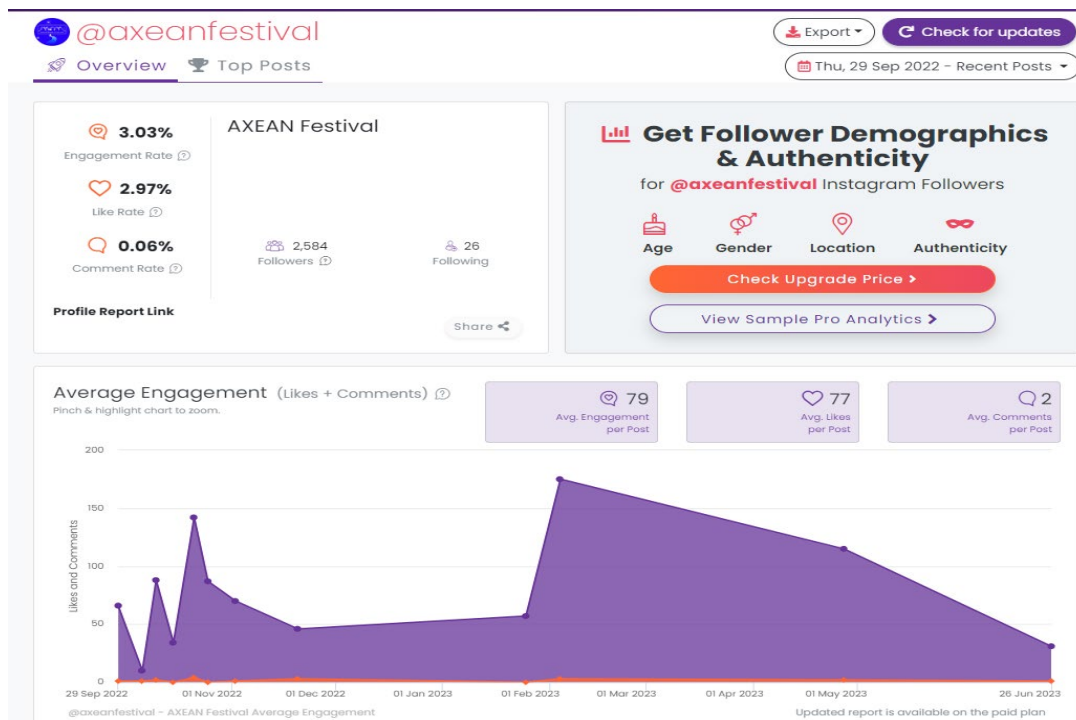 @axeanfestival
Export
Check for updates
Overview
Top Posts
Thu, 29 Sep 2022 - Recent Posts
3.03%
Engagement Rate
2.97%
Like Rate
0.06%
Comment Rate
Profile Report Link
AXEAN Festival
2,584
Followers
26
Following
Share
Get Follower Demographics
& Authenticity
for @axeanfestival Instagram Followers
Age
Gender
Location
Authenticity
Check Upgrade Price
View Sample Pro Analytics
Average Engagement (Likes + Comments)
Pinch & highlight chart to zoom.
79
Avg. Engagement
per Post
77
Avg. Likes
per Post
2
Avg. Comments
per Post
Likes and Comments
200
150
100
50
0
29 Sep 2022
01 Nov 2022
01 Dec 2022
01 Jan 2023
01 Feb 2023
01 Mar 2023
01 Apr 2023
01 May 2023
26 Jun 2023
@axeanfestival - AXEAN Festival Average Engagement
Updated report is available on the paid plan